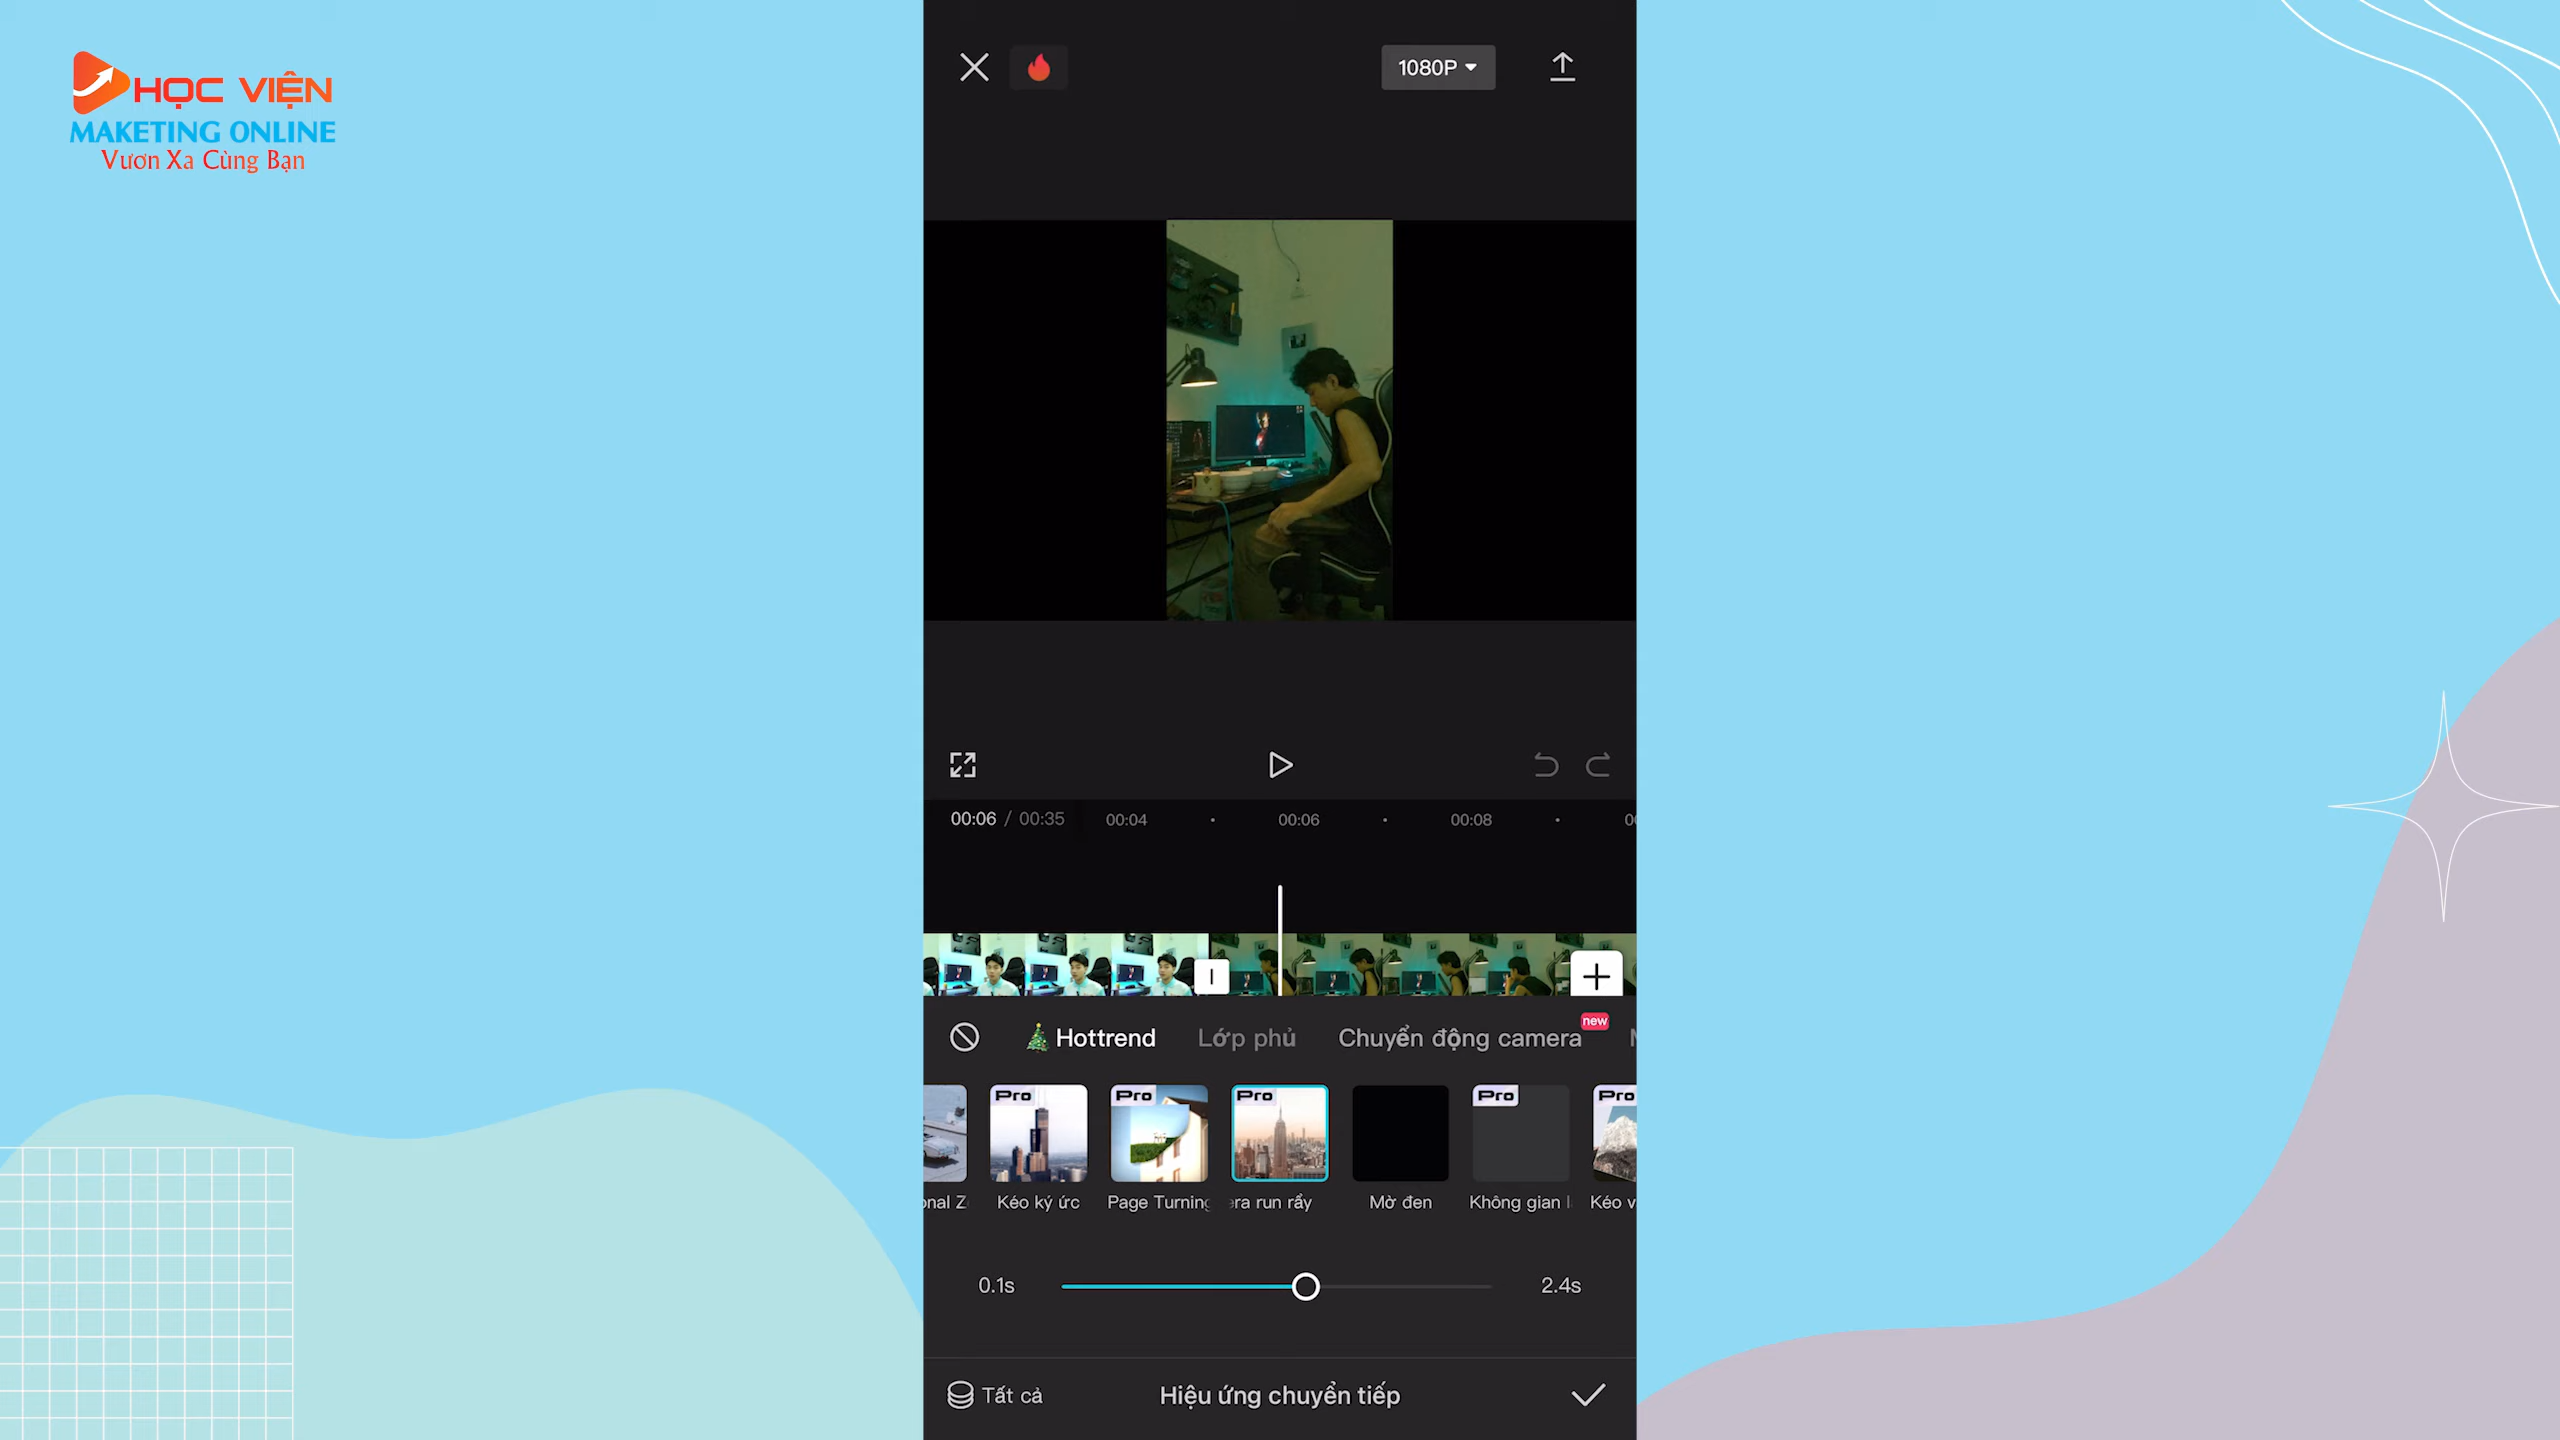 HỌC VIỆN
MAKETING ONLINE
Vươn Xa Cùng Bạn
1080P
00:06 / 00:35
00:04
00:06
00:08
new
Hottrend
Lớp phủ
Chuyển động camera
Pro
Pro
Pro
Pro
Pro
Kéo ký ức
Page Turning
era run rẩy
Mờ đen
Không gian
Kéo
0.1s
2.4s
Tất cả
Hiệu ứng chuyển tiếp